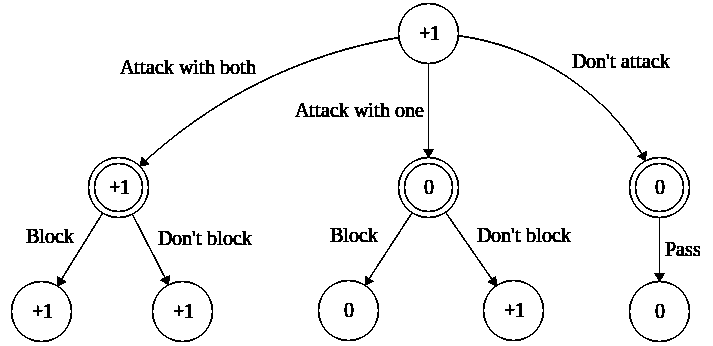 +1
Attack with both
Don't attack
Attack with one
+1
0
0
Block
Don't block
Block
Don't block
Pass
+1
+1
0
+1
0